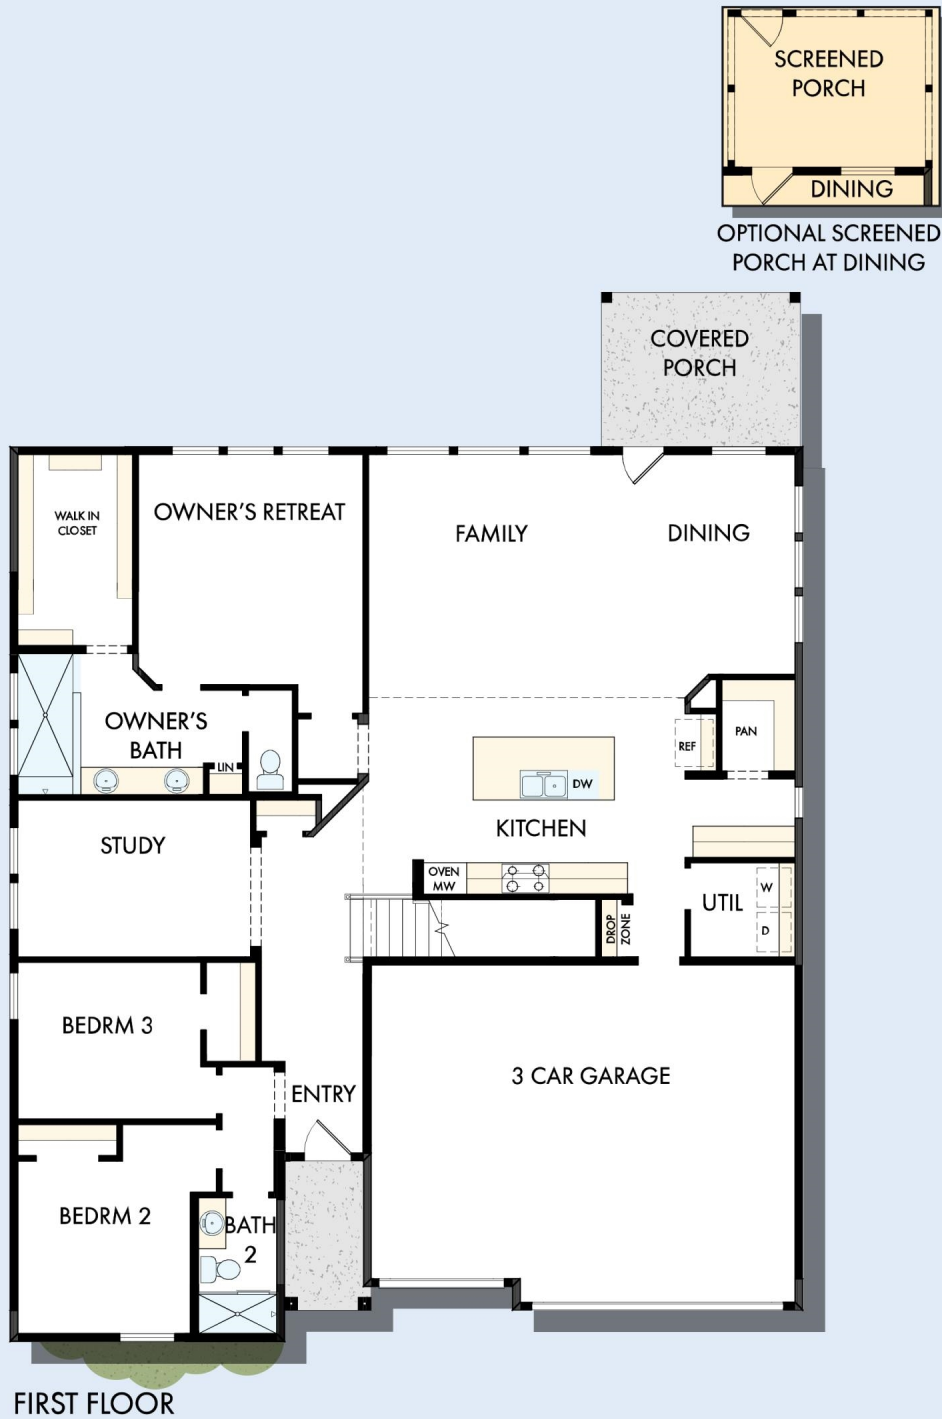 SCREENED
PORCH
DINING
OPTIONAL SCREENED
PORCH AT DINING
COVERED
PORCH
WALK IN
CLOSET
OWNER'S RETREAT
FAMILY
DINING
OWNER'S
BATH
LIN
REF
PAN
DW
KITCHEN
STUDY
OVEN
MW
UTIL
W
D
DROP
ZONE
BEDRM 3
ENTRY
3 CAR GARAGE
BEDRM 2
BATH
2
FIRST FLOOR